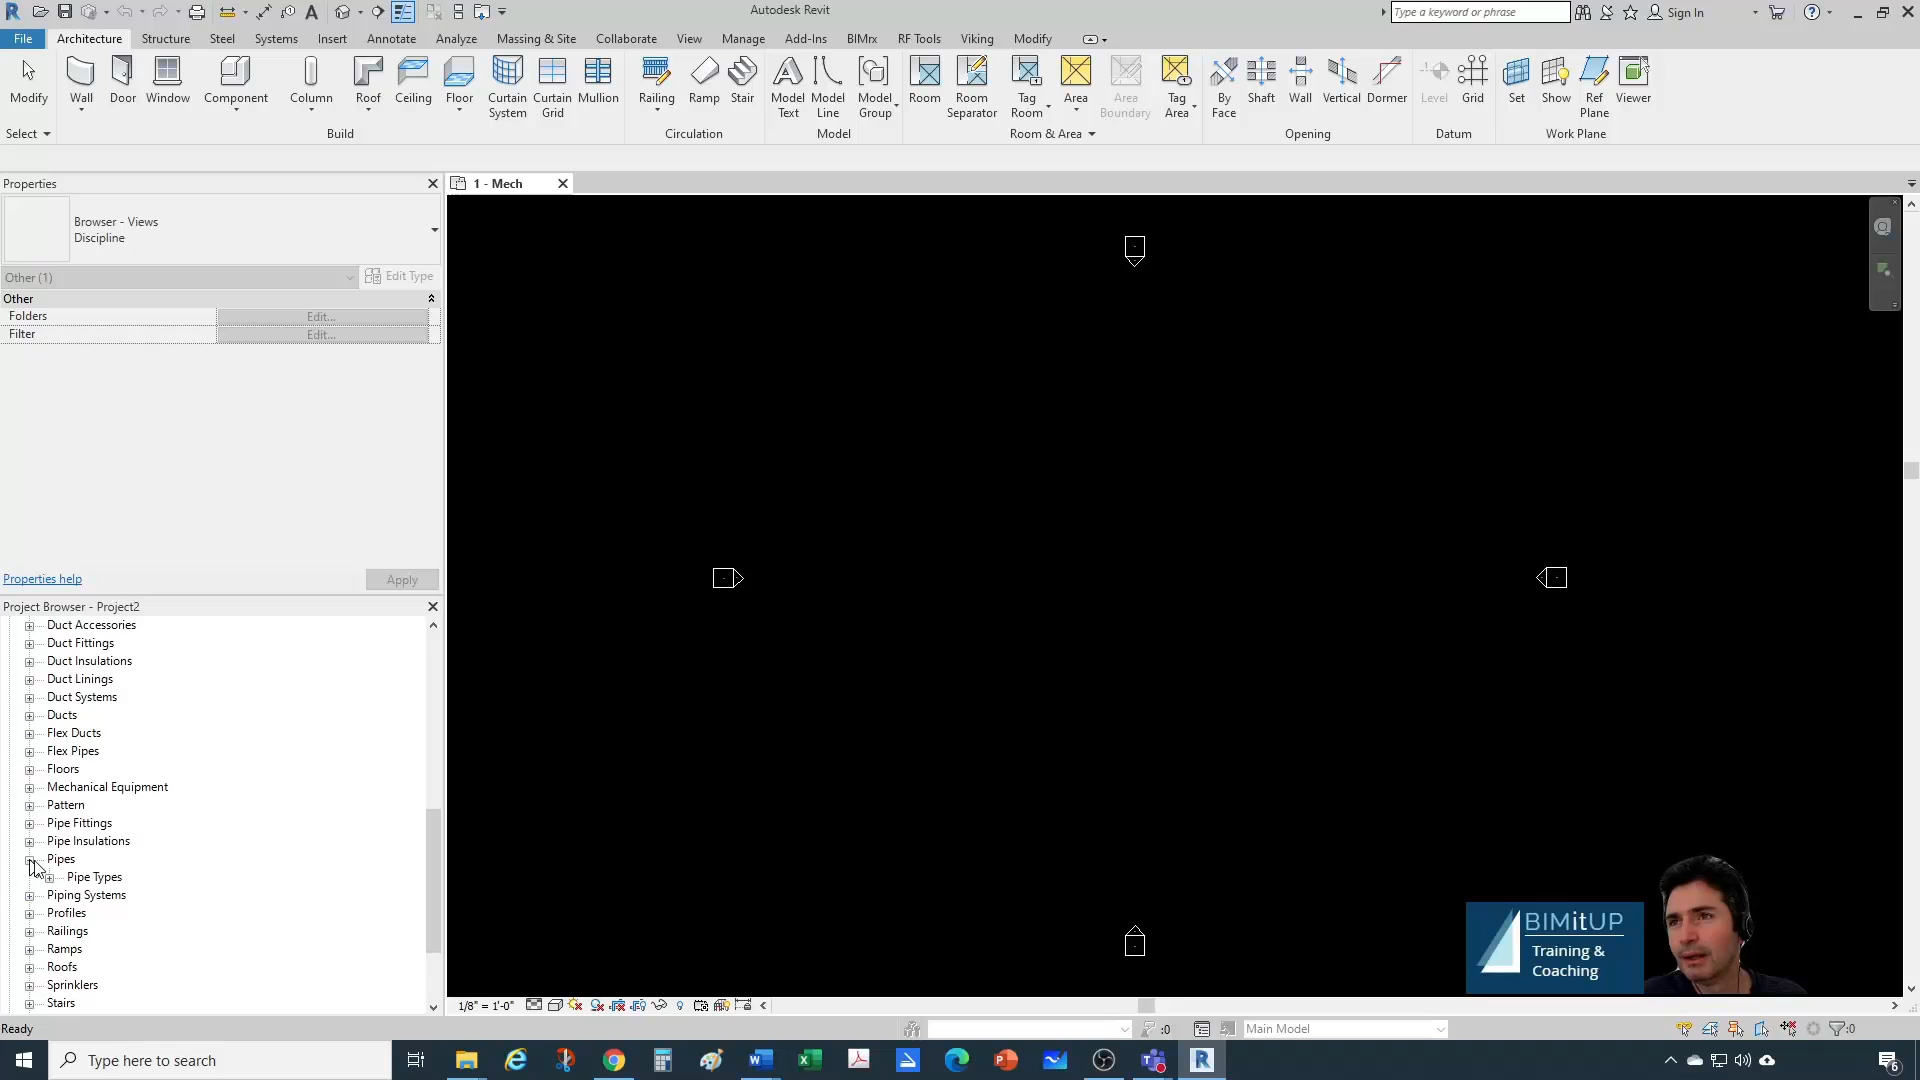 Autodesk Revit
Type a keyword or phrase
Sign In
File
Architecture
Structure
Steel
Systems
Insert
Annotate
Analyze
Massing & Site
Collaborate
View
Manage
Add-Ins
BIMrx
RF Tools
Viking
Modify
Modify
Wall
Door
Window
Component
Column
Roof
Ceiling
Floor
Curtain
System
Curtain
Grid
Mullion
Railing
Ramp
Stair
Model
Text
Model
Line
Model
Group
Room
Room
Separator
Tag
Room
Area
Area
Boundary
Tag
Area
By
Face
Shaft
Wall
Vertical
Dormer
Level
Grid
Set
Show
Ref
Plane
Viewer
Select
Build
Circulation
Model
Room & Area
Opening
Datum
Work Plane
Properties
1 - Mech
Browser - Views
Discipline
Other (1)
Edit Type
Other
Folders
Edit...
Filter
Edit...
Properties help
Apply
Project Browser - Project2
Duct Accessories
Duct Fittings
Duct Insulations
Duct Linings
Duct Systems
Ducts
Flex Ducts
Flex Pipes
Floors
Mechanical Equipment
Pattern
Pipe Fittings
Pipe Insulations
Pipes
Pipe Types
Piping Systems
Profiles
Railings
Ramps
Roofs
Sprinklers
Stairs
BIMitUP
Training &
Coaching
1/8" = 1'-0"
Ready
:0
Main Model
:0
Type here to search
6